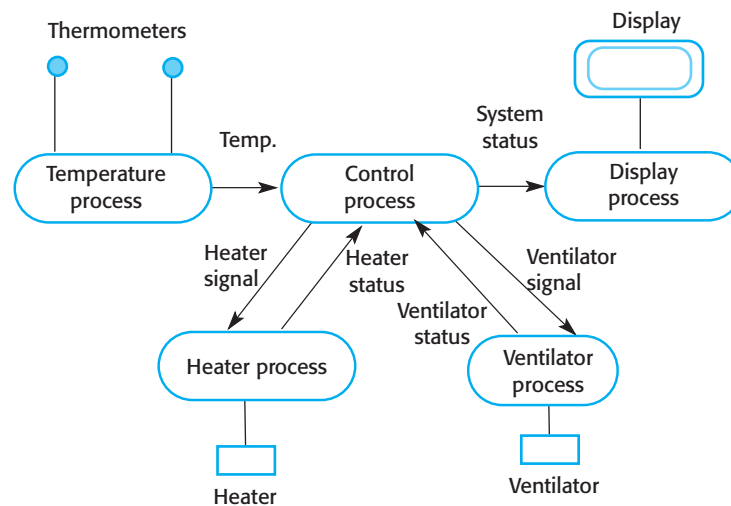 Thermometers
Display
Temp.
System
status
Temperature
process
Control
process
Display
process
Heater
signal
Heater
status
Ventilator
status
Ventilator
signal
Heater process
Ventilator
process
Heater
Ventilator